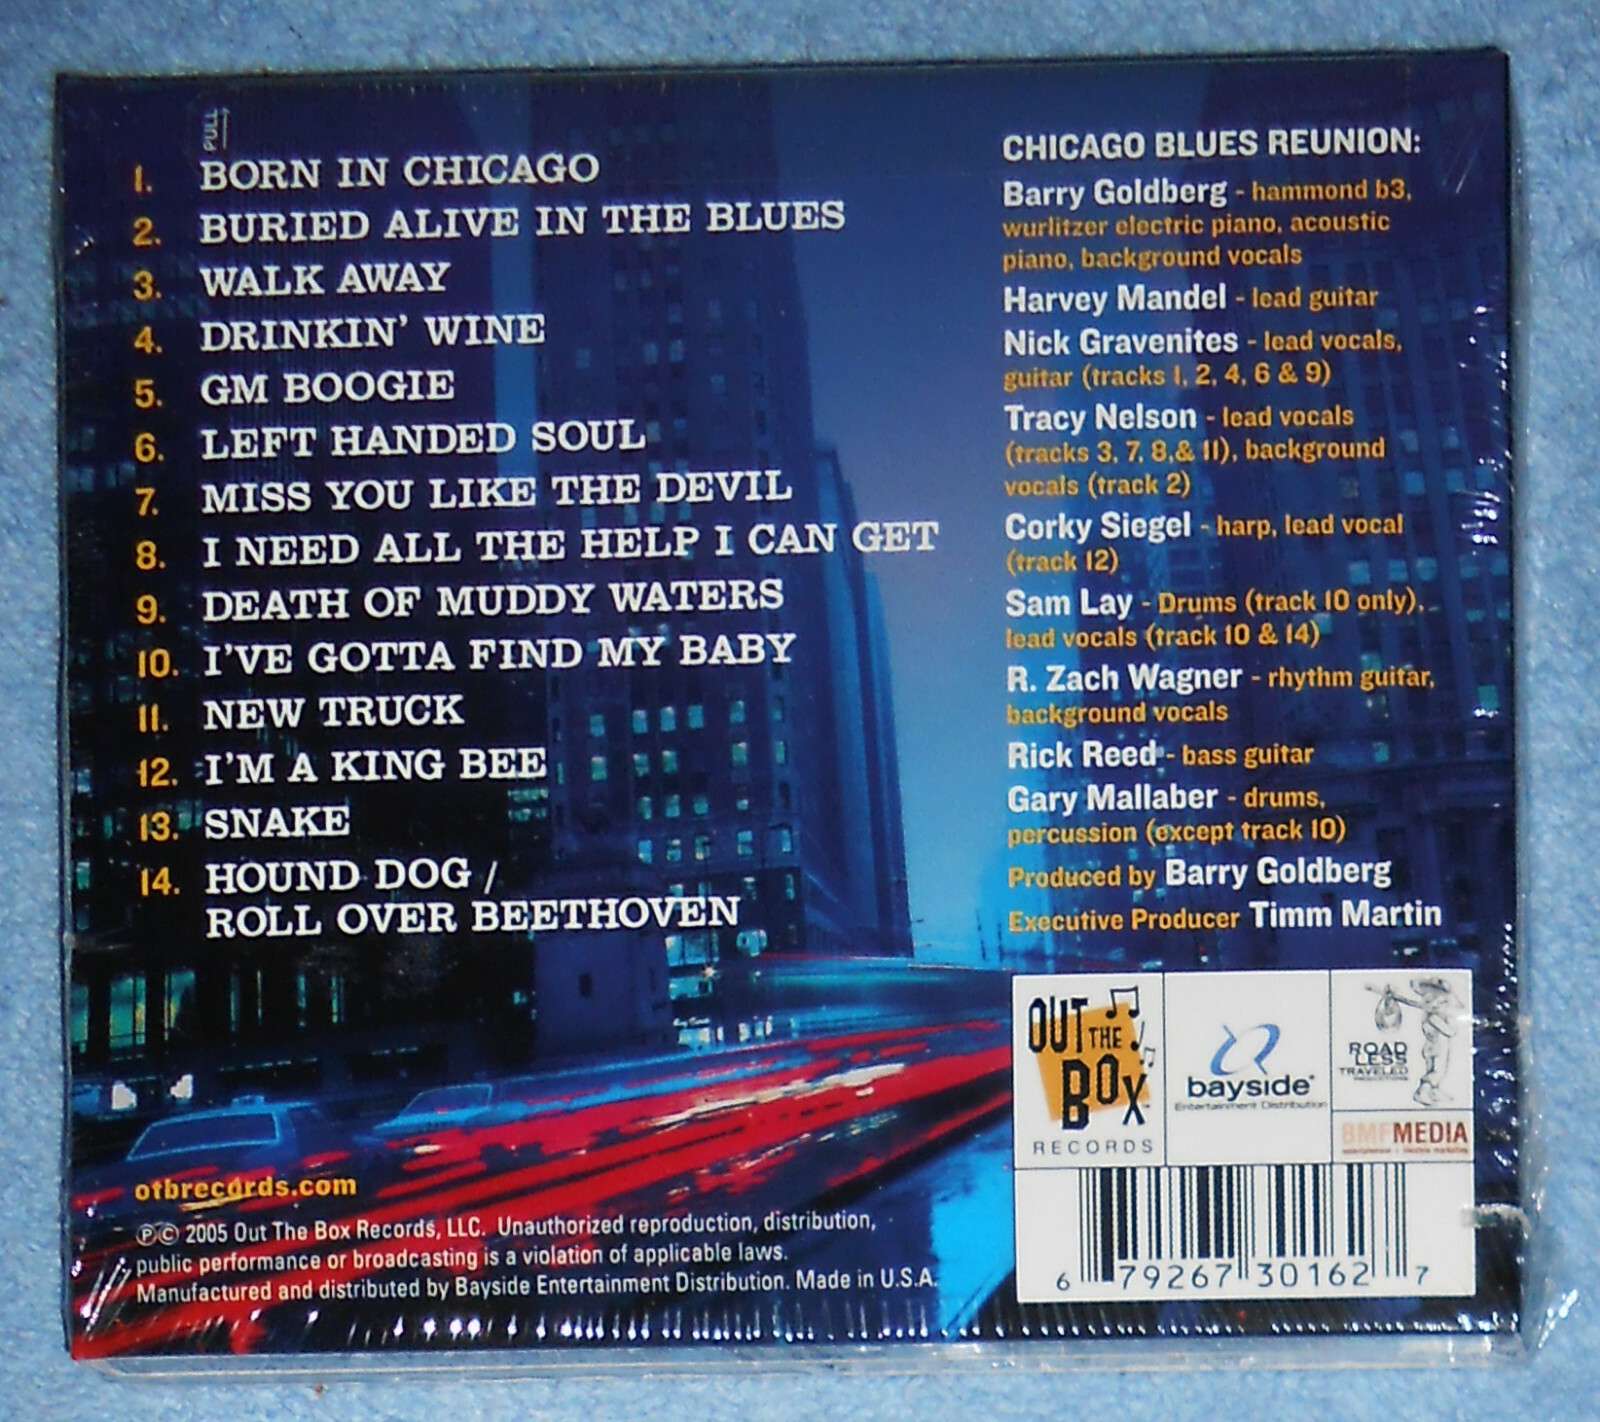 PULL
1. BORN IN CHICAGO
2. BURIED ALIVE IN THE BLUES
3. WALK AWAY
4. DRINKIN' WINE
5. GM BOOGIE
6. LEFT HANDED SOUL
7. MISS YOU LIKE THE DEVIL
8. I NEED ALL THE HELP I CAN GET
9. DEATH OF MUDDY WATERS
10. I'VE GOTTA FIND MY BABY
11. NEW TRUCK
12. I'M A KING BEE
13. SNAKE
14. HOUND DOG /
ROLL OVER BEETHOVEN
CHICAGO BLUES REUNION:
Barry Goldberg - hammond b3,
wurlitzer electric piano, acoustic
piano, background vocals
Harvey Mandel - lead guitar
Nick Gravenites - lead vocals,
guitar (tracks 1, 2, 4, 6 & 9)
Tracy Nelson - lead vocals
(tracks 3, 7, 8,& 11), background
vocals (track 2)
Corky Siegel - harp, lead vocal
(track 12)
Sam Lay - Drums (track 10 only),
lead vocals (track 10 & 14)
R. Zach Wagner - rhythm guitar,
background vocals
Rick Reed - bass guitar
Gary Mallaber - drums,
percussion (except track 10)
Produced by Barry Goldberg
Executive Producer Timm Martin
OUT
THE
BOX
RECORDS
bayside
Entertainment Distribution
ROAD
LESS
TRAVELED
PRODUCTIONS
BMFMEDIA
otbrecords.com
℗© 2005 Out The Box Records, LLC. Unauthorized reproduction, distribution,
public performance or broadcasting is a violation of applicable laws.
Manufactured and distributed by Bayside Entertainment Distribution. Made in U.S.A.
6 79267 30162 7